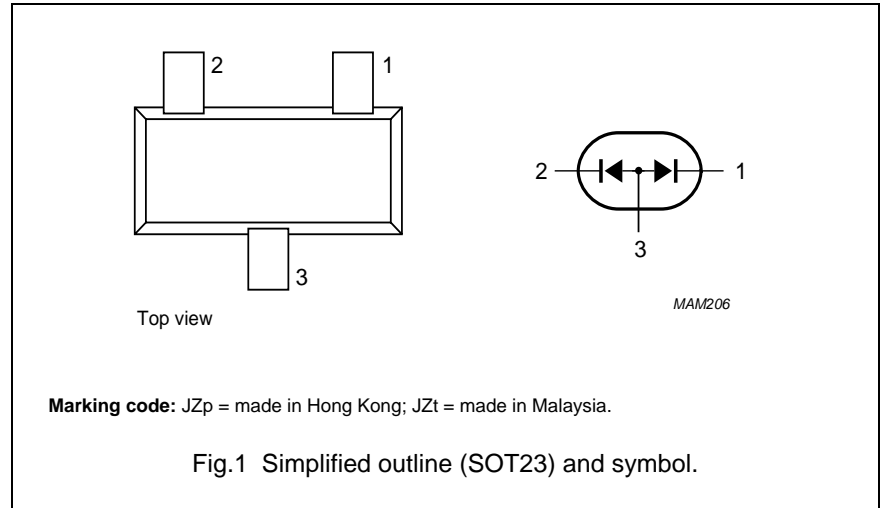 2
1
3
Top view
2
1
3
MAM206
Marking code: JZp = made in Hong Kong; JZt = made in Malaysia.
Fig.1 Simplified outline (SOT23) and symbol.